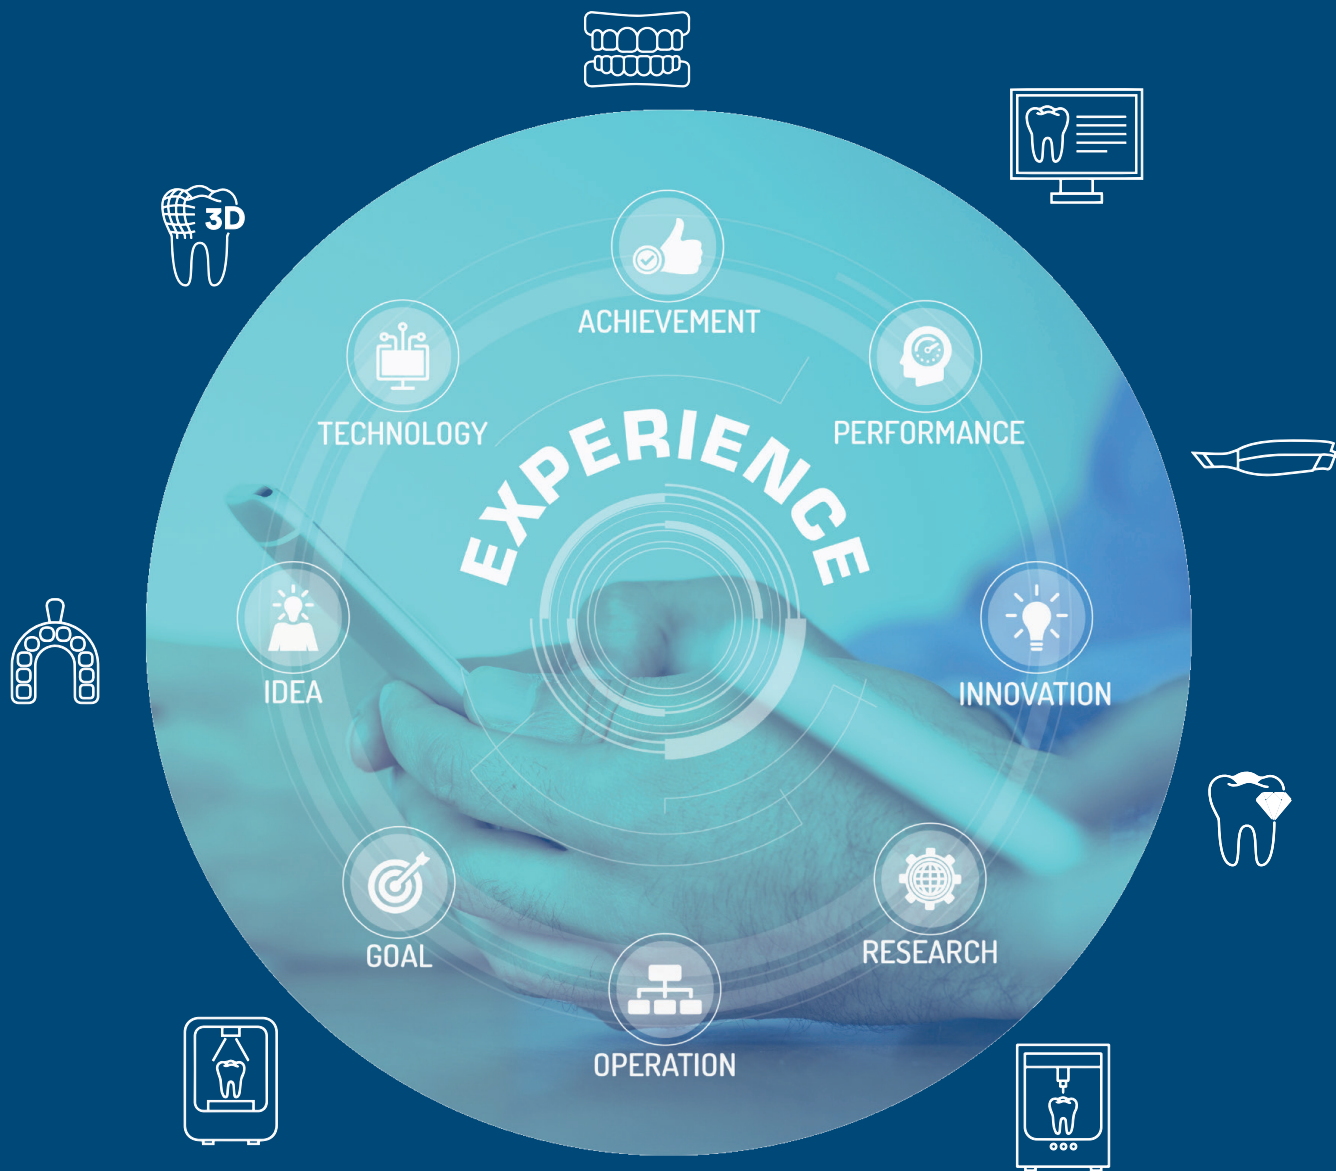 3D
ACHIEVEMENT
TECHNOLOGY
PERFORMANCE
EXPERIENCE
IDEA
INNOVATION
GOAL
RESEARCH
OPERATION